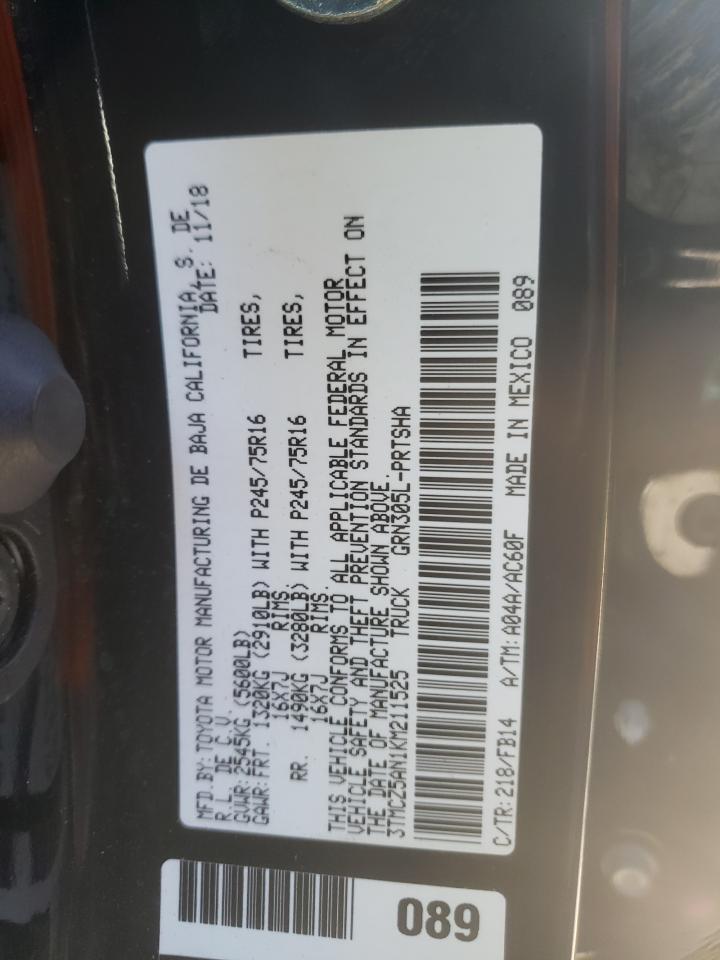 MFD.BY: TOYOTA MOTOR MANUFACTURING DE BAJA CALIFORNIA, S. DE
R.L. DE C.V. DATE: 11/18
GVWR: 2545KG (5600LB)
GAWR: FRT. 1320KG (2910LB) WITH P245/75R16 TIRES,
16X7J RIMS.
RR. 1490KG (3280LB) WITH P245/75R16 TIRES,
16X7J RIMS.
THIS VEHICLE CONFORMS TO ALL APPLICABLE FEDERAL MOTOR
VEHICLE SAFETY AND THEFT PREVENTION STANDARDS IN EFFECT ON
THE DATE OF MANUFACTURE SHOWN ABOVE.
3TMCZ5AN1KM211525 TRUCK GRN305L-PRTSHA
C/TR: 218/FB14 A/TM: A04A/AC60F MADE IN MEXICO 089
089